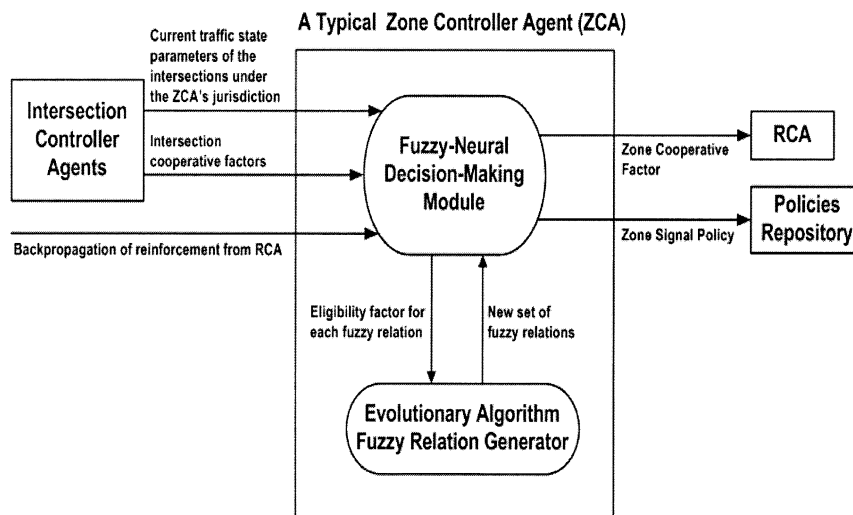 A Typical Zone Controller Agent (ZCA)
Current traffic state
parameters of the
intersections under
the ZCA's jurisdiction
Intersection
Controller
Agents
Intersection
cooperative factors
Backpropagation of reinforcement from RCA
Fuzzy-Neural
Decision-Making
Module
Zone Cooperative
Factor
RCA
Zone Signal Policy
Policies
Repository
Eligibility factor for
each fuzzy relation
New set of
fuzzy relations
Evolutionary Algorithm
Fuzzy Relation Generator